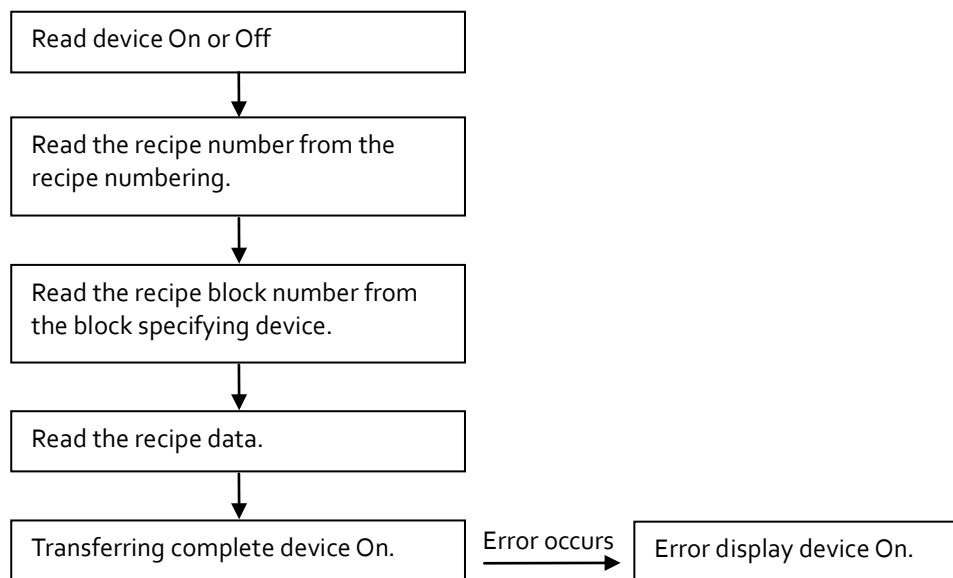 Read device On or Off
Read the recipe number from the
recipe numbering.
Read the recipe block number from
the block specifying device.
Read the recipe data.
Transferring complete device On.
Error occurs
Error display device On.